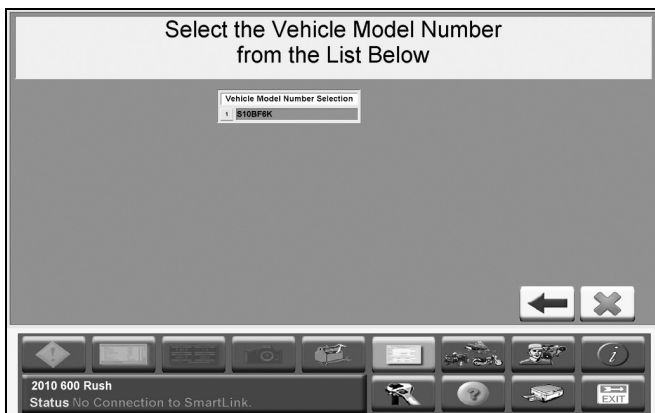 Select the Vehicle Model Number
from the List Below
Vehicle Model Number Selection
1 S10BF6K
2010 600 Rush
Status No Connection to SmartLink.
EXIT